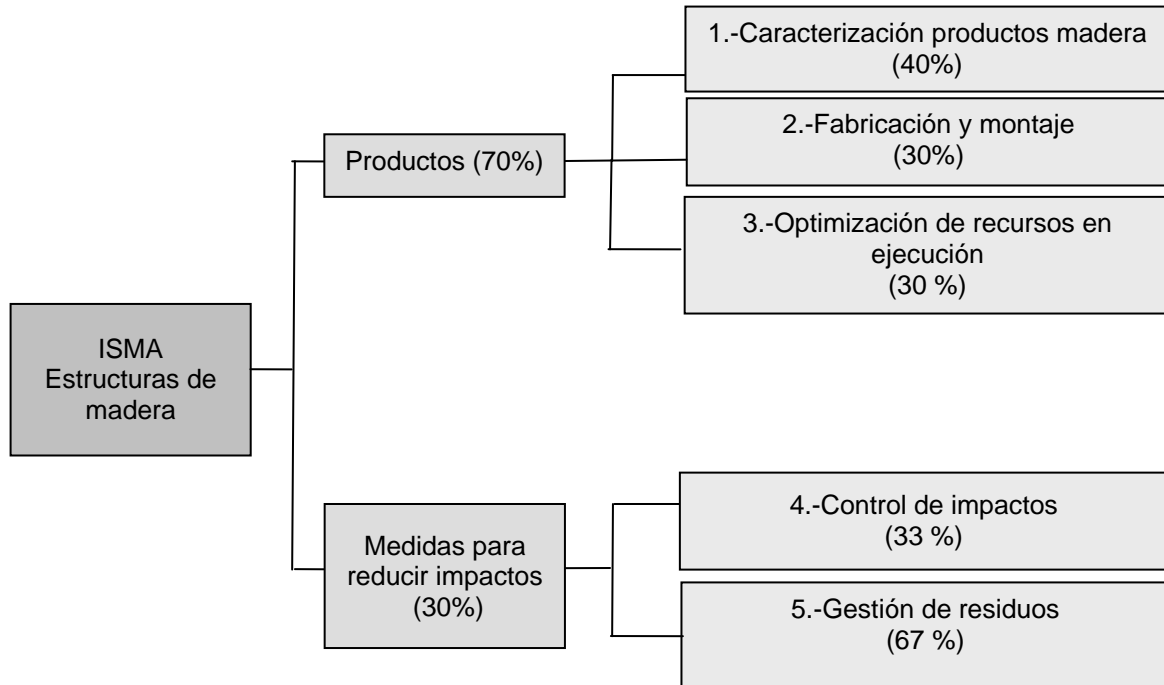 1.-Caracterización productos madera
(40%)
2.-Fabricación y montaje
(30%)
Productos (70%)
3.-Optimización de recursos en
ejecución
(30 %)
ISMA
Estructuras de
madera
4.-Control de impactos
(33 %)
Medidas para
reducir impactos
(30%)
5.-Gestión de residuos
(67 %)